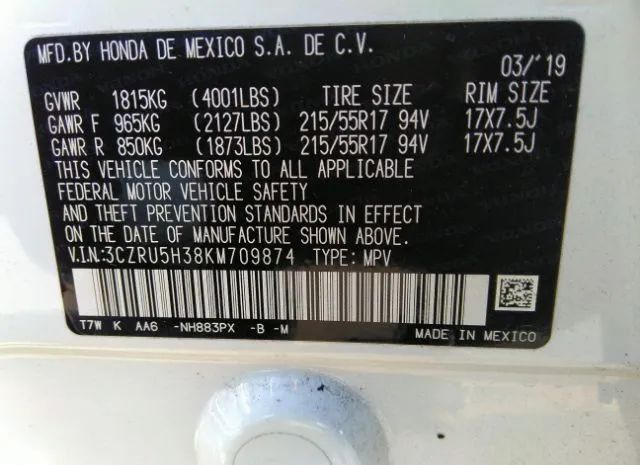 MFD.BY HONDA DE MEXICO S.A. DE C.V.
03/'19
GVWR 1815KG (4001LBS) TIRE SIZE RIM SIZE
GAWR F 965KG (2127LBS) 215/55R17 94V 17X7.5J
GAWR R 850KG (1873LBS) 215/55R17 94V 17X7.5J
THIS VEHICLE CONFORMS TO ALL APPLICABLE
FEDERAL MOTOR VEHICLE SAFETY
AND THEFT PREVENTION STANDARDS IN EFFECT
ON THE DATE OF MANUFACTURE SHOWN ABOVE.
V.I.N:3CZRU5H38KM709874 TYPE: MPV
T7W K AA6 -NH883PX -B -M
MADE IN MEXICO